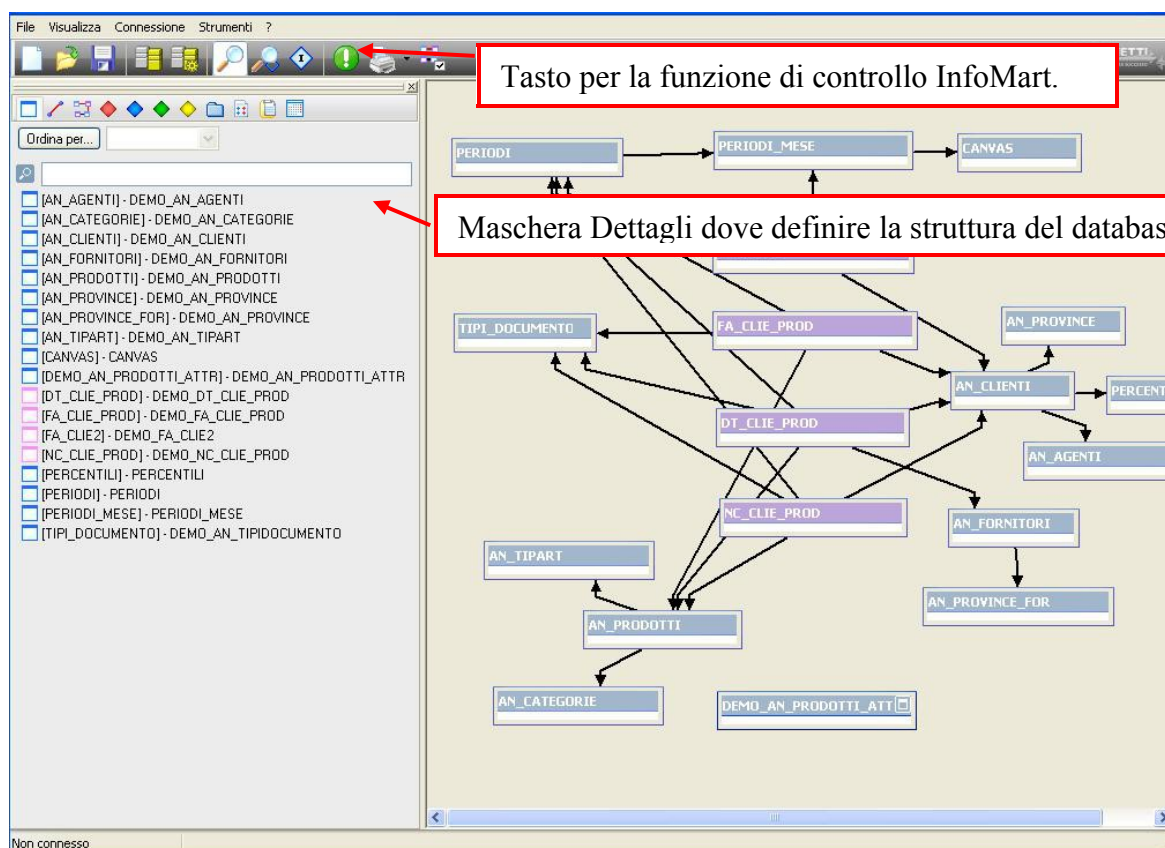 File Visualizza Connessione Strumenti ?
ETTI
Tasto per la funzione di controllo InfoMart.
Ordina per...
Maschera Dettagli dove definire la struttura del databas
[AN_AGENTI] - DEMO_AN_AGENTI
[AN_CATEGORIE] - DEMO_AN_CATEGORIE
[AN_CLIENTI] - DEMO_AN_CLIENTI
[AN_FORNITORI] - DEMO_AN_FORNITORI
[AN_PRODOTTI] - DEMO_AN_PRODOTTI
[AN_PROVINCE] - DEMO_AN_PROVINCE
[AN_PROVINCE_FOR] - DEMO_AN_PROVINCE
[AN_TIPART] - DEMO_AN_TIPART
[CANVAS] - CANVAS
[DEMO_AN_PRODOTTI_ATTR] - DEMO_AN_PRODOTTI_ATTR
[DT_CLIE_PROD] - DEMO_DT_CLIE_PROD
[FA_CLIE_PROD] - DEMO_FA_CLIE_PROD
[FA_CLIE2] - DEMO_FA_CLIE2
[NC_CLIE_PROD] - DEMO_NC_CLIE_PROD
[PERCENTILI] - PERCENTILI
[PERIODI] - PERIODI
[PERIODI_MESE] - PERIODI_MESE
[TIPI_DOCUMENTO] - DEMO_AN_TIPIDOCUMENTO
PERIODI
PERIODI_MESE
CANVAS
TIPI_DOCUMENTO
FA_CLIE_PROD
AN_PROVINCE
AN_CLIENTI
PERCENT
DT_CLIE_PROD
AN_AGENTI
NC_CLIE_PROD
AN_FORNITORI
AN_TIPART
AN_PROVINCE_FOR
AN_PRODOTTI
AN_CATEGORIE
DEMO_AN_PRODOTTI_ATT
Non connesso